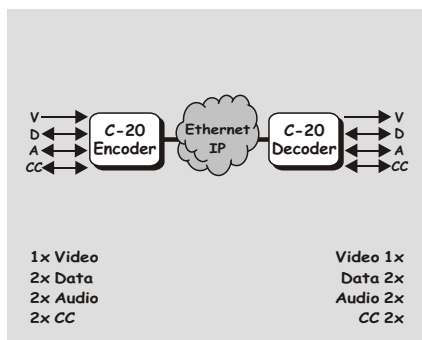 V
D
A
CC
C-20
Encoder
Ethernet
IP
C-20
Decoder
V
D
A
CC
1x Video
2x Data
2x Audio
2x CC
Video 1x
Data 2x
Audio 2x
CC 2x